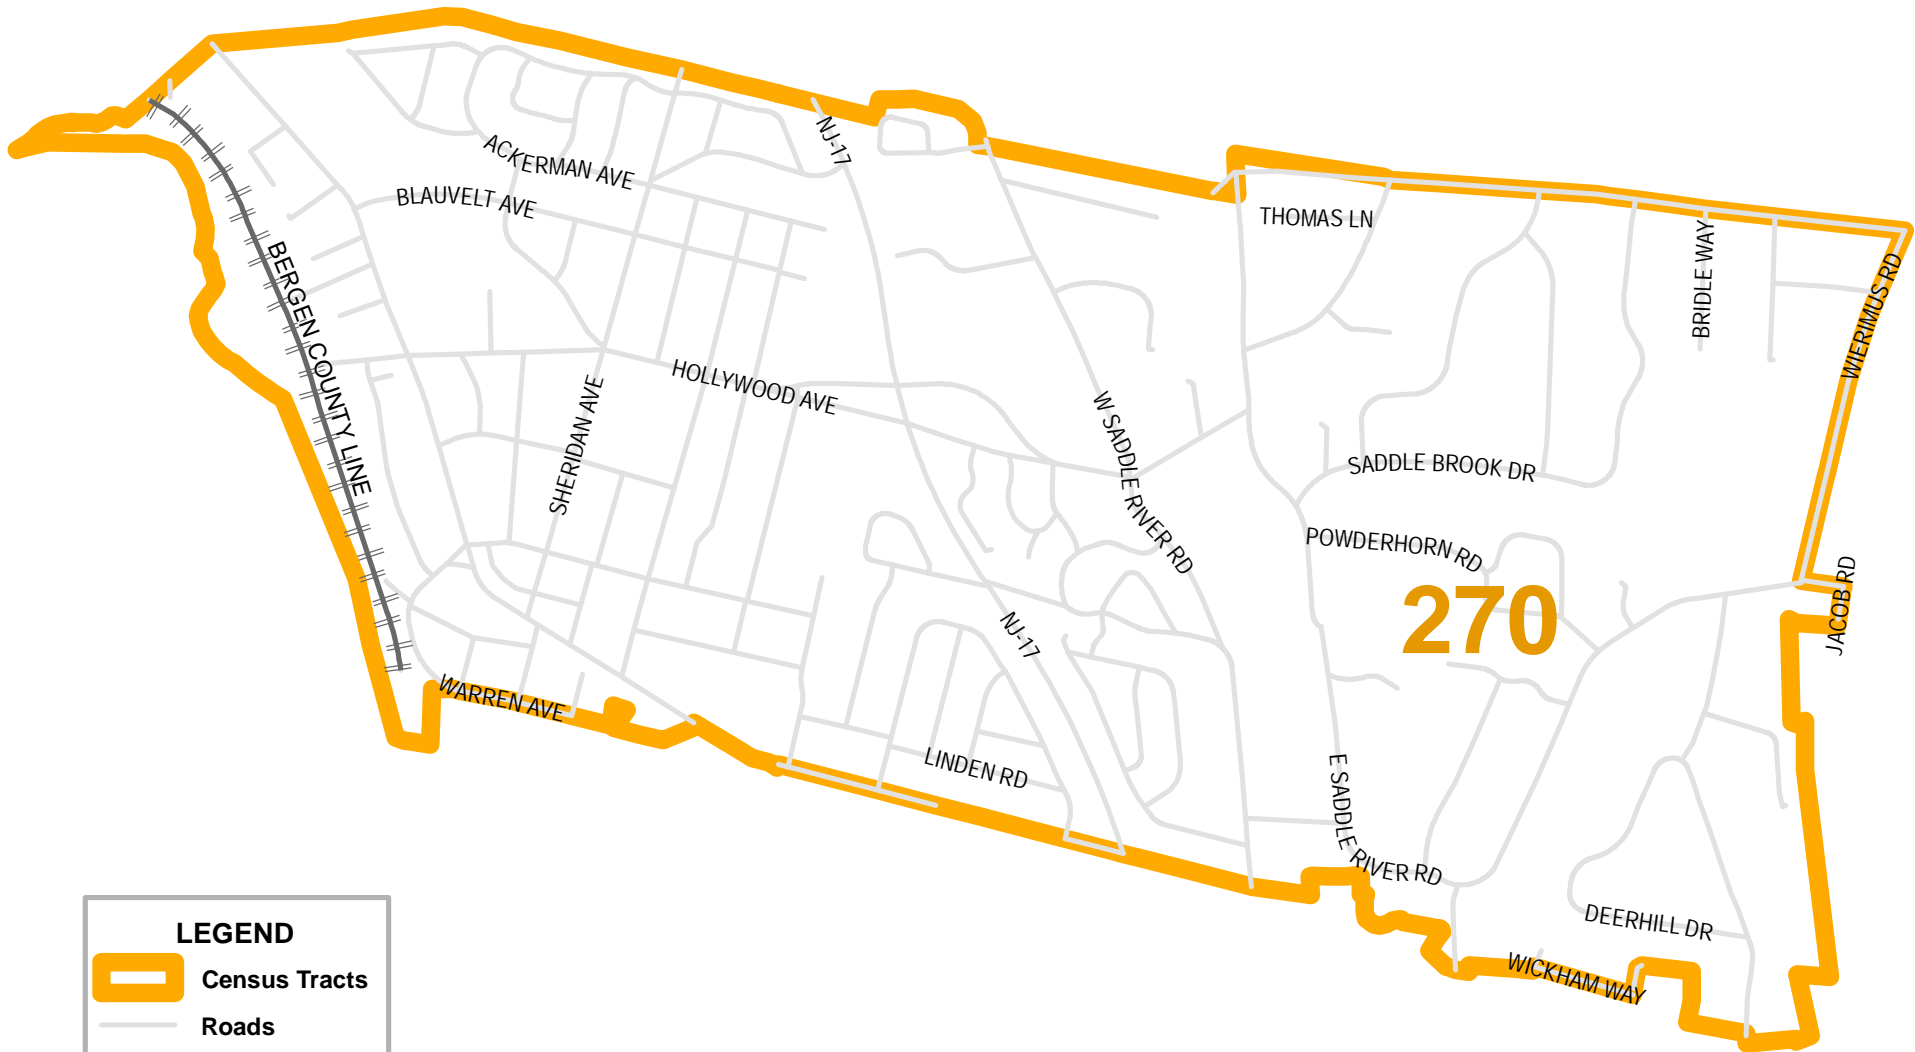 NJ-17
ACKERMAN AVE
BLAUVELT AVE
THOMAS LN
BRIDLE WAY
WIERIMUS RD
BERGEN COUNTY LINE
HOLLYWOOD AVE
SHERIDAN AVE
W SADDLE RIVER RD
SADDLE BROOK DR
POWDERHORN RD
270
JACOB RD
NJ-17
WARREN AVE
LINDEN RD
E SADDLE RIVER RD
DEERHILL DR
WICKHAM WAY
LEGEND
Census Tracts
Roads